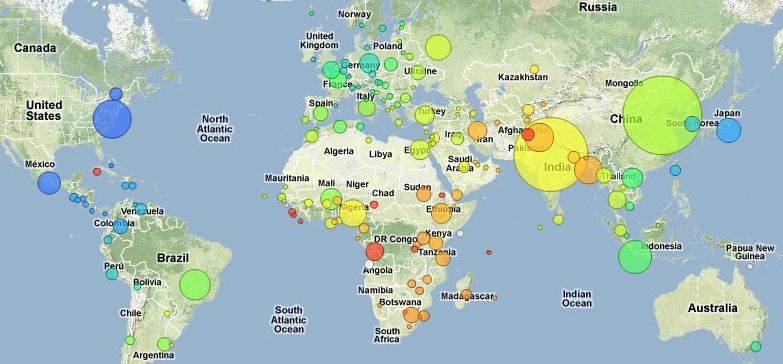 Norway
Russia
Canada
United
Kingdom
Poland
Germany
Ukraine
France
Kazakhstan
Mongolia
United
States
Italy
Spain
Turkey
North
Atlantic
Ocean
China
South Korea
Japan
Iraq
Iran
Afghanistan
Pakistan
Algeria
Libya
Egypt
Saudi
Arabia
India
México
Mauritania
Mali
Niger
Chad
Sudan
Thailand
Venezuela
Colombia
Nigeria
Ethiopia
Kenya
DR Congo
Tanzania
Indonesia
Papua New
Guinea
Perú
Brazil
Bolivia
Angola
Namibia
Botswana
Madagascar
Indian
Ocean
Chile
South
Atlantic
Ocean
South
Africa
Australia
Argentina